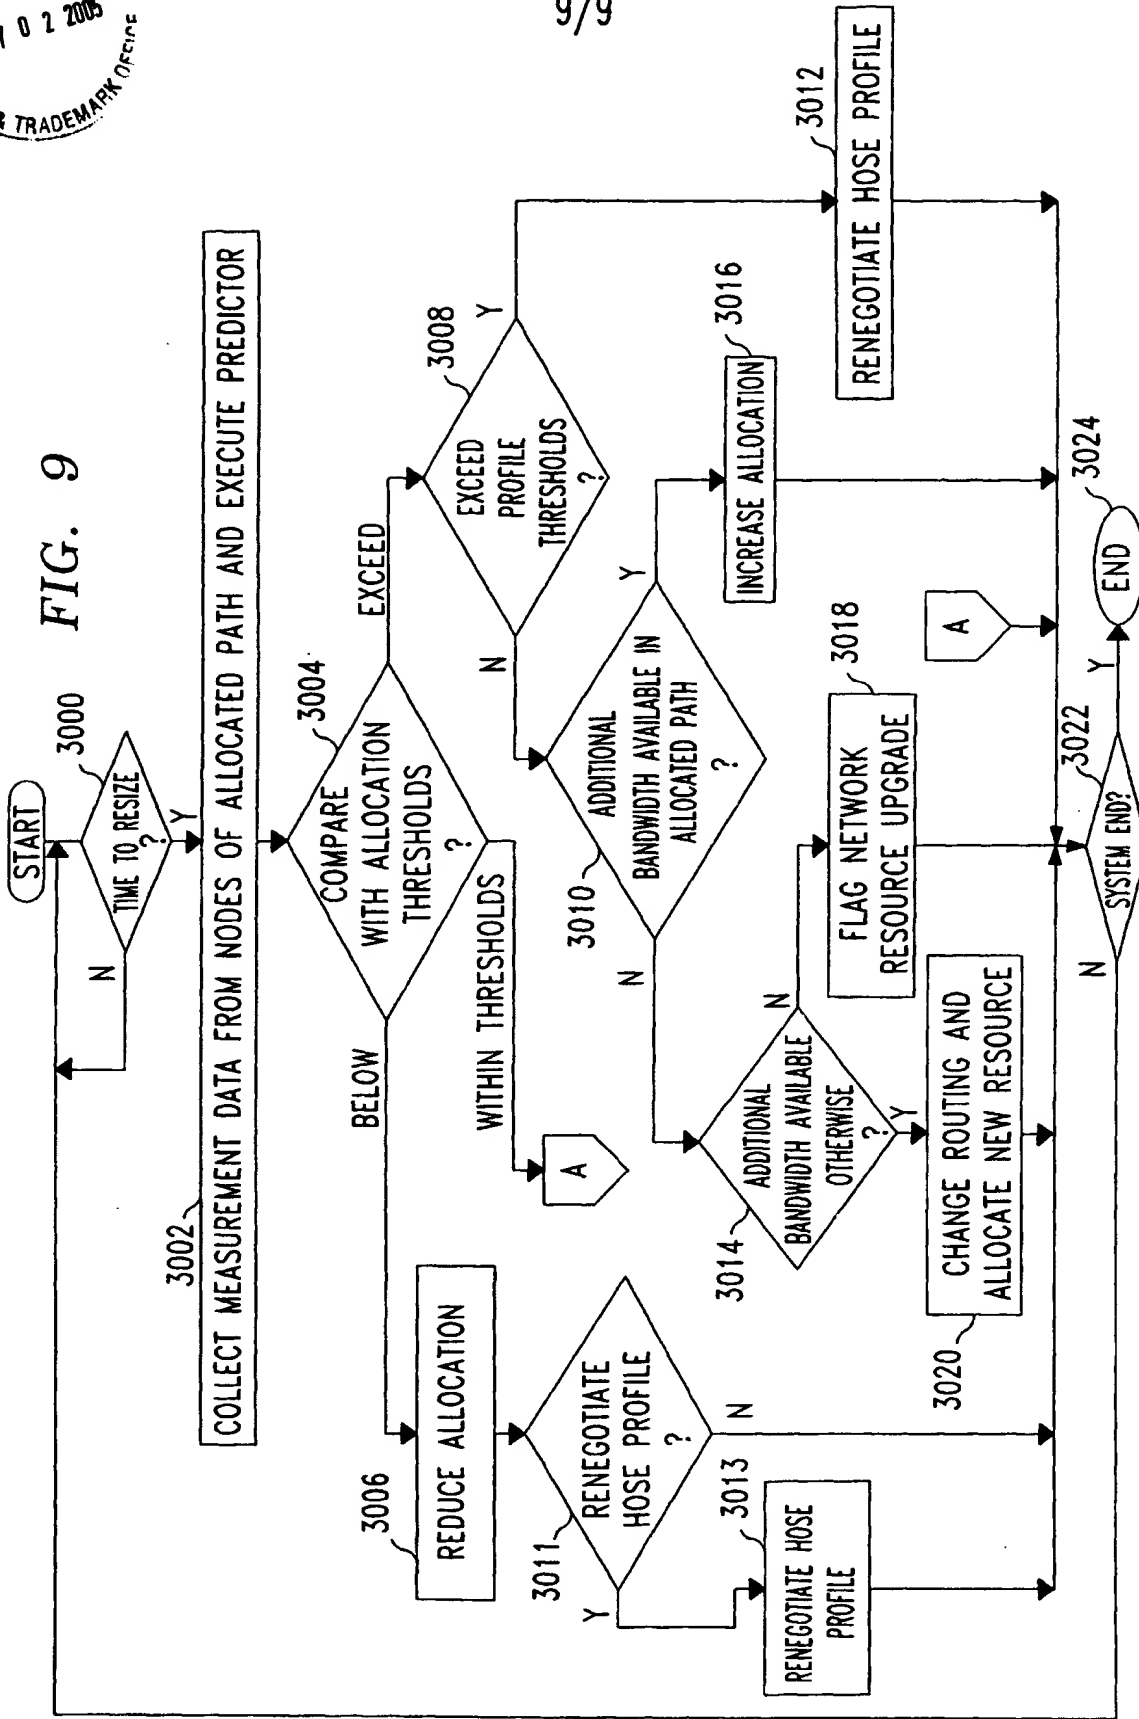 0 2 2005
TRADEMARK OFFICE
9/9
FIG. 9
START
3000
TIME TO RESIZE
?
N
Y
3002
COLLECT MEASUREMENT DATA FROM NODES OF ALLOCATED PATH AND EXECUTE PREDICTOR
3004
COMPARE
WITH ALLOCATION
THRESHOLDS
?
BELOW
WITHIN THRESHOLDS
EXCEED
A
3006
REDUCE ALLOCATION
3008
EXCEED
PROFILE
THRESHOLDS
?
N
Y
3010
ADDITIONAL
BANDWIDTH AVAILABLE IN
ALLOCATED PATH
?
N
Y
3011
RENEGOTIATE
HOSE PROFILE
?
Y
N
3012
RENEGOTIATE HOSE PROFILE
3013
RENEGOTIATE HOSE
PROFILE
3014
ADDITIONAL
BANDWIDTH AVAILABLE
OTHERWISE
?
N
Y
3016
INCREASE ALLOCATION
3018
FLAG NETWORK
RESOURCE UPGRADE
3020
CHANGE ROUTING AND
ALLOCATE NEW RESOURCE
A
3022
SYSTEM END?
N
Y
3024
END